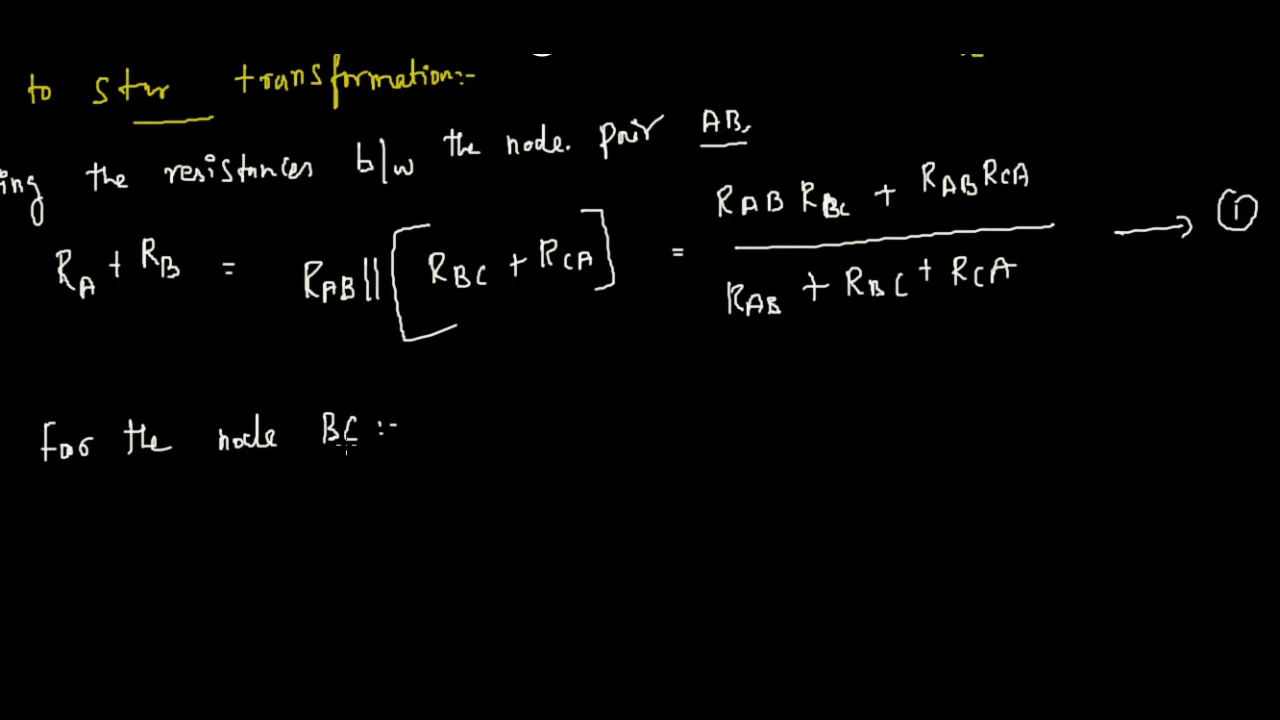 to star transformation:-
ing the resistances b/w the node. pair AB,
RA + RB = RAB || [RBC + RCA] = RAB RBC + RAB RCA / RAB + RBC + RCA → ①
For the node BC :-